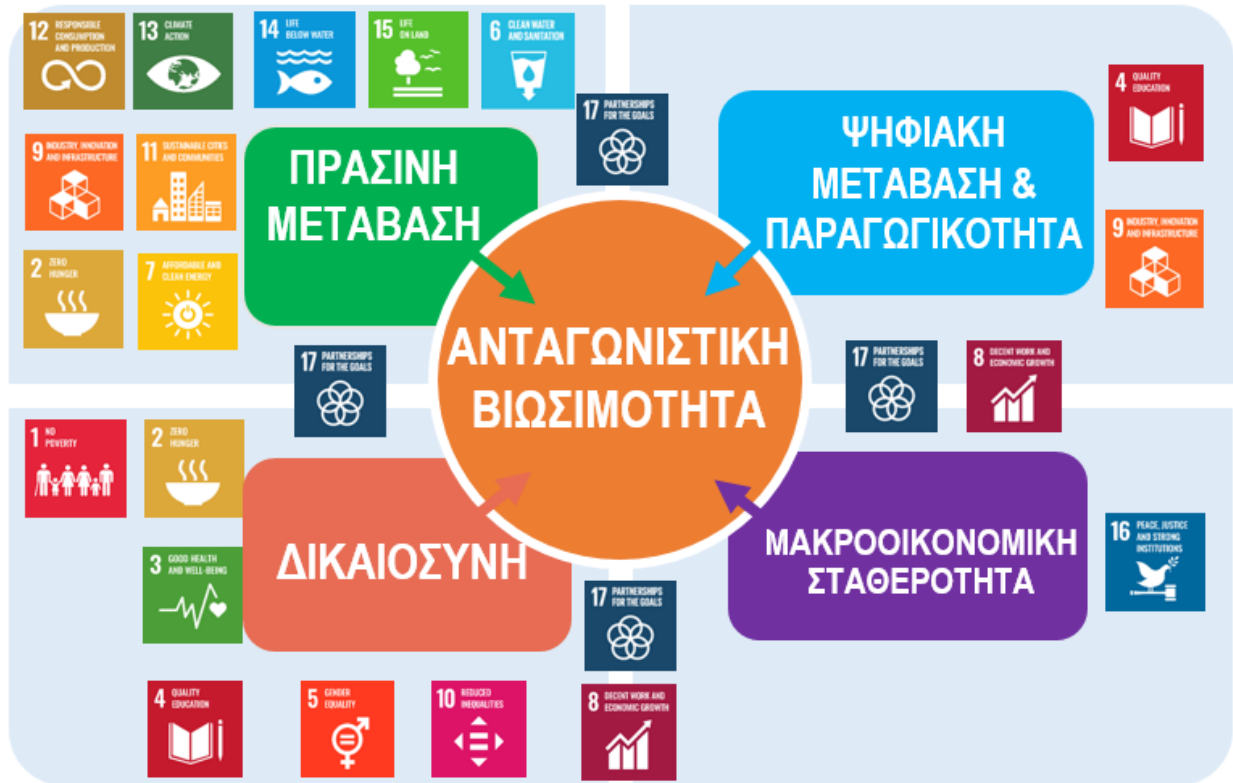 12 RESPONSIBLE
CONSUMPTION
AND PRODUCTION
13 CLIMATE
ACTION
14 LIFE
BELOW WATER
15 LIFE
ON LAND
6 CLEAN WATER
AND SANITATION
17 PARTNERSHIPS
FOR THE GOALS
4 QUALITY
EDUCATION
9 INDUSTRY, INNOVATION
AND INFRASTRUCTURE
11 SUSTAINABLE CITIES
AND COMMUNITIES
ΠΡΑΣΙΝΗ
ΜΕΤΑΒΑΣΗ
ΨΗΦΙΑΚΗ
ΜΕΤΑΒΑΣΗ &
ΠΑΡΑΓΩΓΙΚΟΤΗΤΑ
9 INDUSTRY, INNOVATION
AND INFRASTRUCTURE
2 ZERO
HUNGER
7 AFFORDABLE AND
CLEAN ENERGY
17 PARTNERSHIPS
FOR THE GOALS
ΑΝΤΑΓΩΝΙΣΤΙΚΗ
ΒΙΩΣΙΜΟΤΗΤΑ
17 PARTNERSHIPS
FOR THE GOALS
8 DECENT WORK AND
ECONOMIC GROWTH
1 NO
POVERTY
2 ZERO
HUNGER
3 GOOD HEALTH
AND WELL-BEING
ΔΙΚΑΙΟΣΥΝΗ
ΜΑΚΡΟΟΙΚΟΝΟΜΙΚΗ
ΣΤΑΘΕΡΟΤΗΤΑ
16 PEACE, JUSTICE
AND STRONG
INSTITUTIONS
17 PARTNERSHIPS
FOR THE GOALS
4 QUALITY
EDUCATION
5 GENDER
EQUALITY
10 REDUCED
INEQUALITIES
8 DECENT WORK AND
ECONOMIC GROWTH